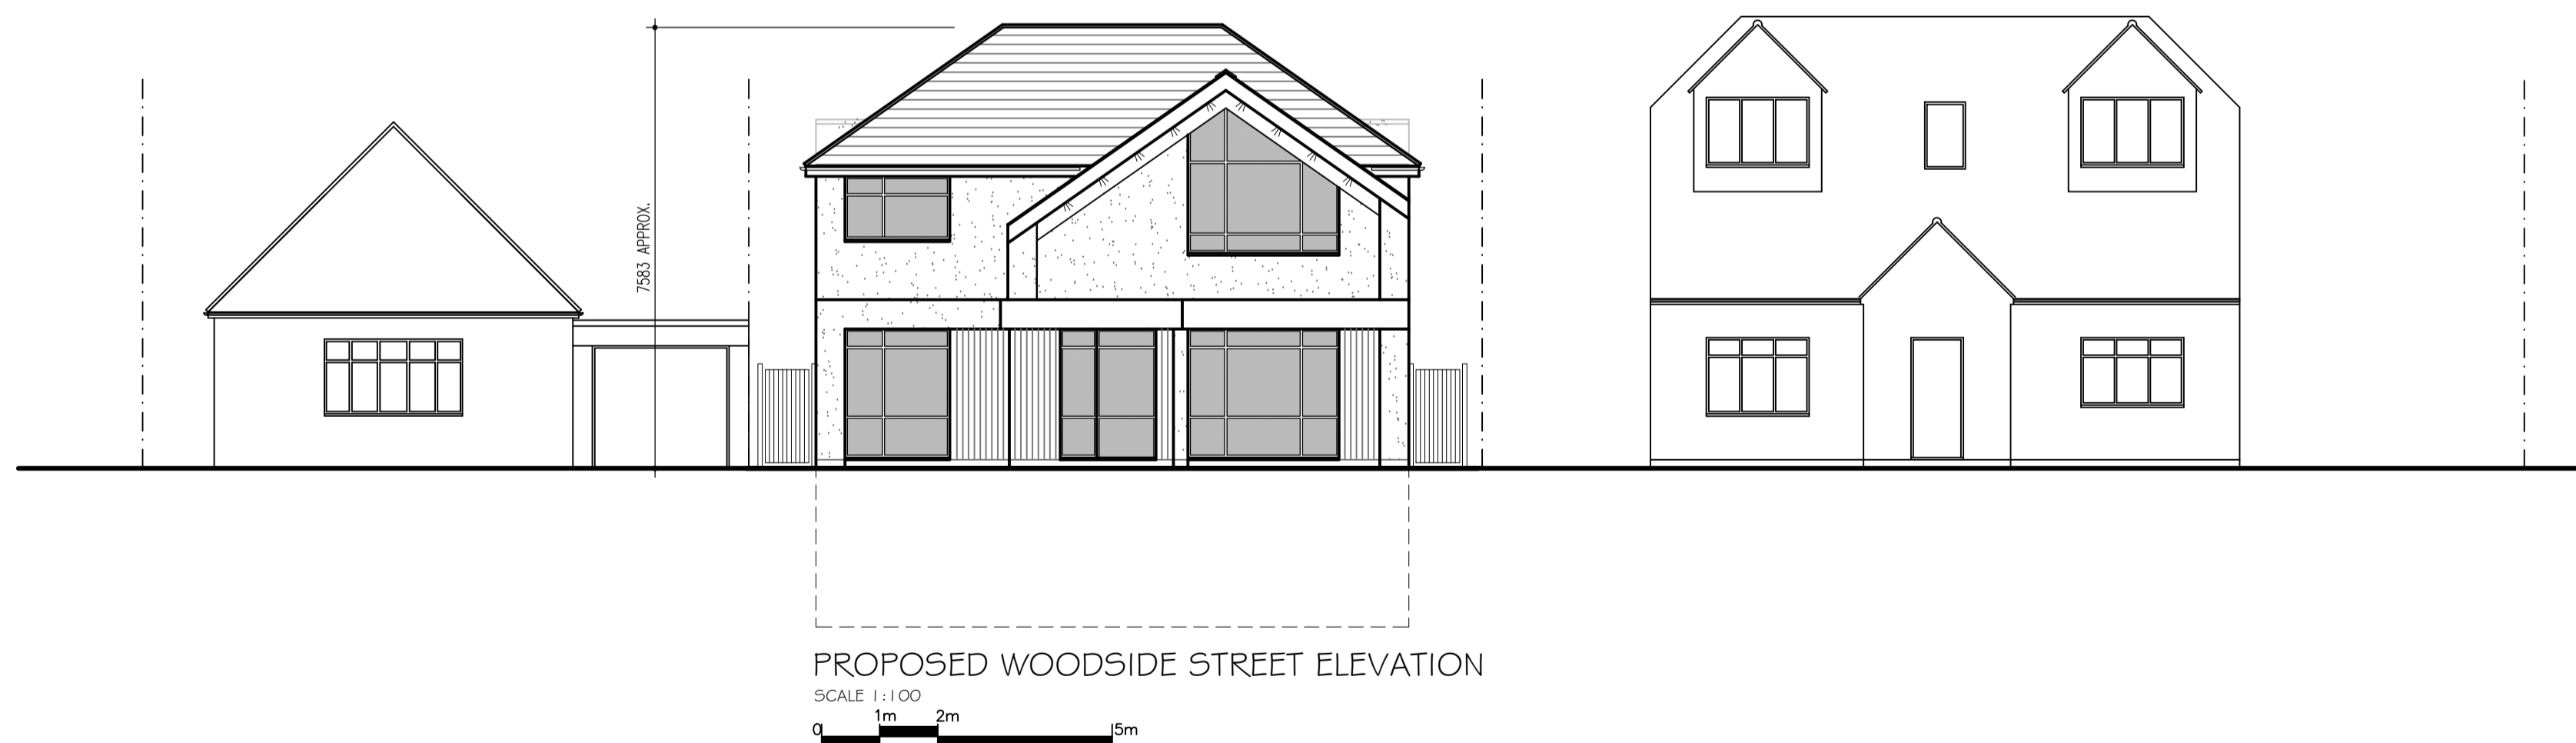 7583 APPROX.
PROPOSED WOODSIDE STREET ELEVATION
SCALE 1:100
0 1m 2m 5m